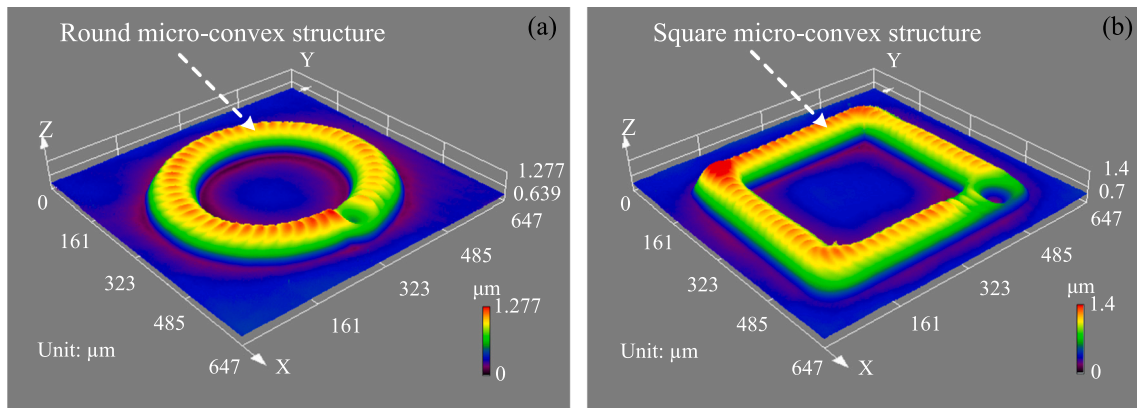 Round micro-convex structure
(a)
Y
Z
0
161
323
485
647
X
161
323
485
647
0.639
1.277
Unit: μm
μm
1.277
0
Square micro-convex structure
(b)
Y
Z
0
161
323
485
647
X
161
323
485
647
0.7
1.4
Unit: μm
μm
1.4
0